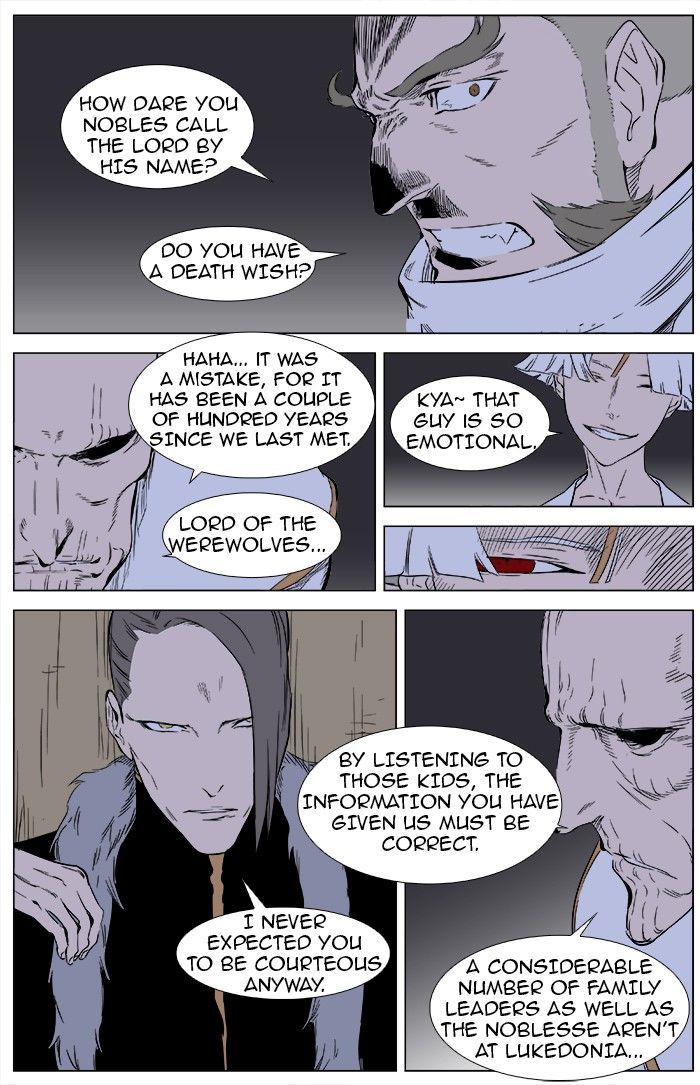 HOW DARE YOU
NOBLES CALL
THE LORD BY
HIS NAME?
DO YOU HAVE
A DEATH WISH?
HAHA... IT WAS
A MISTAKE, FOR IT
HAS BEEN A COUPLE
OF HUNDRED YEARS
SINCE WE LAST MET.
LORD OF THE
WEREWOLVES...
KYA~ THAT
GUY IS SO
EMOTIONAL.
I NEVER
EXPECTED YOU
TO BE COURTEOUS
ANYWAY.
BY LISTENING TO
THOSE KIDS, THE
INFORMATION YOU HAVE
GIVEN US MUST BE
CORRECT.
A CONSIDERABLE
NUMBER OF FAMILY
LEADERS AS WELL AS
THE NOBLESSE AREN'T
AT LUKEDONIA...